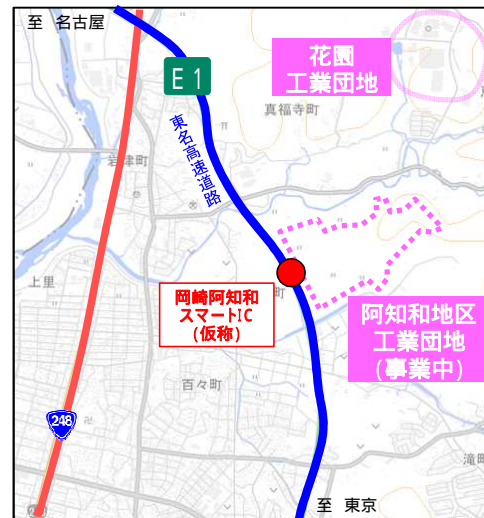 至 名古屋
E1
花園
工業団地
真福寺町
東名高速道路
岩津町
上里
岡崎阿知和
スマートIC
(仮称)
町
阿知和地区
工業団地
(事業中)
百々町
248
滝町
至 東京